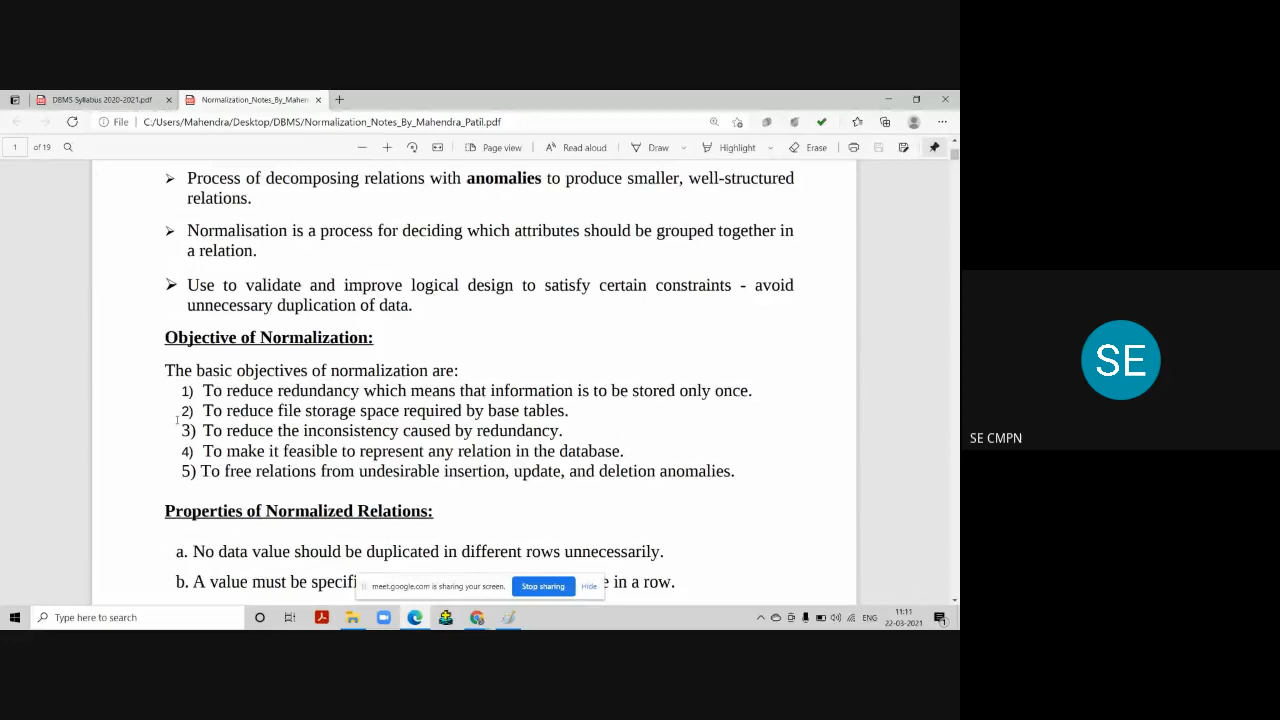 DBMS Syllabus 2020-2021.pdf
Normalization_Notes_By_Mahen
File C:/Users/Mahendra/Desktop/DBMS/Normalization_Notes_By_Mahendra_Patil.pdf
1 of 19 Page view Read aloud Draw Highlight Erase
➤ Process of decomposing relations with anomalies to produce smaller, well-structured
relations.
➤ Normalisation is a process for deciding which attributes should be grouped together in
a relation.
➤ Use to validate and improve logical design to satisfy certain constraints - avoid
unnecessary duplication of data.
Objective of Normalization:
The basic objectives of normalization are:
1) To reduce redundancy which means that information is to be stored only once.
2) To reduce file storage space required by base tables.
3) To reduce the inconsistency caused by redundancy.
4) To make it feasible to represent any relation in the database.
5) To free relations from undesirable insertion, update, and deletion anomalies.
Properties of Normalized Relations:
a. No data value should be duplicated in different rows unnecessarily.
b. A value must be specifi e in a row.
meet.google.com is sharing your screen. Stop sharing Hide
Type here to search
ENG
11:11
22-03-2021
1
SE
SE CMPN